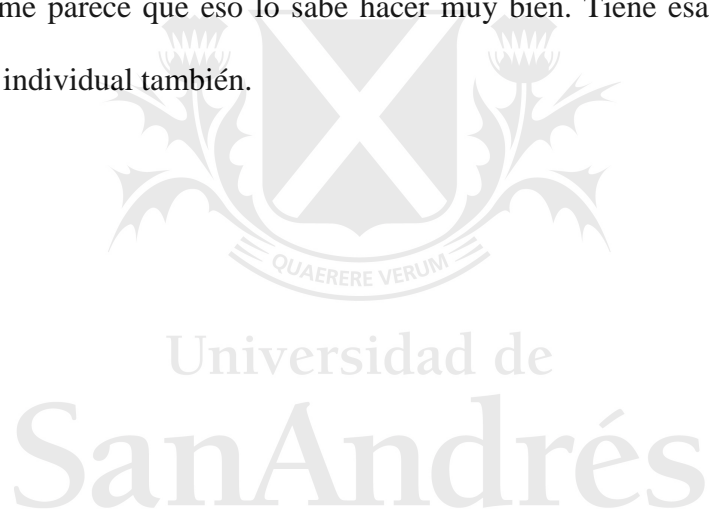 me parece que eso lo sabe hacer muy bien. Tiene esa
individual también.
QUAERERE VERUM
Universidad de
SanAndrés